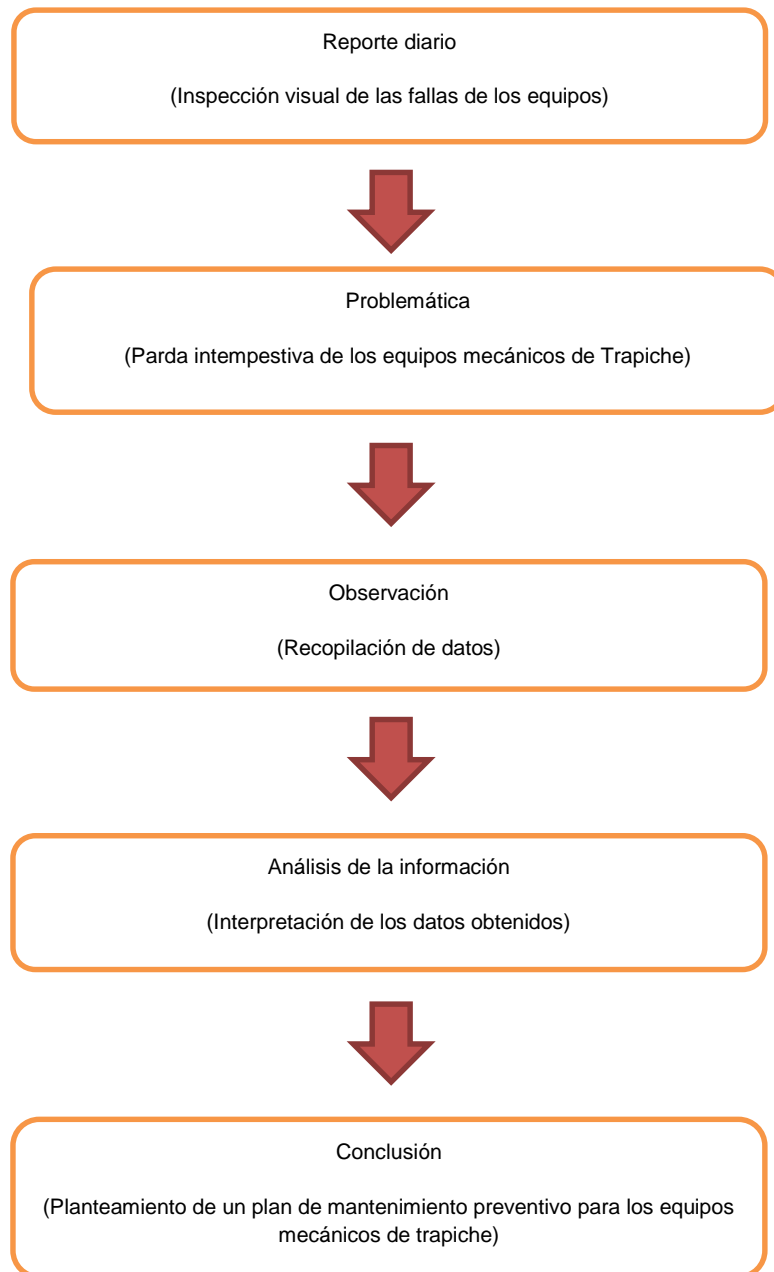 Reporte diario
(Inspección visual de las fallas de los equipos)
Problemática
(Parda intempestiva de los equipos mecánicos de Trapiche)
Observación
(Recopilación de datos)
Análisis de la información
(Interpretación de los datos obtenidos)
Conclusión
(Planteamiento de un plan de mantenimiento preventivo para los equipos
mecánicos de trapiche)